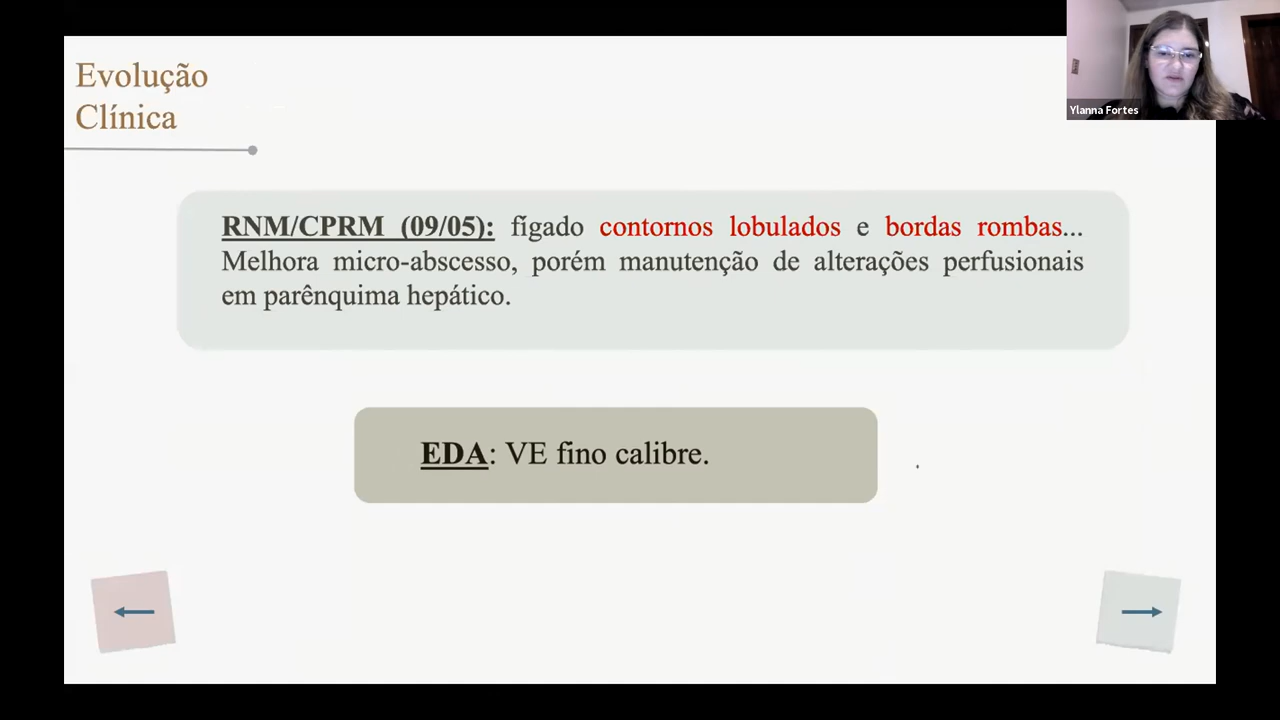 Evolução
Clínica
Ylanna Fortes
RNM/CPRM (09/05): fígado contornos lobulados e bordas rombas...
Melhora micro-abscesso, porém manutenção de alterações perfusionais
em parênquima hepático.
EDA: VE fino calibre.